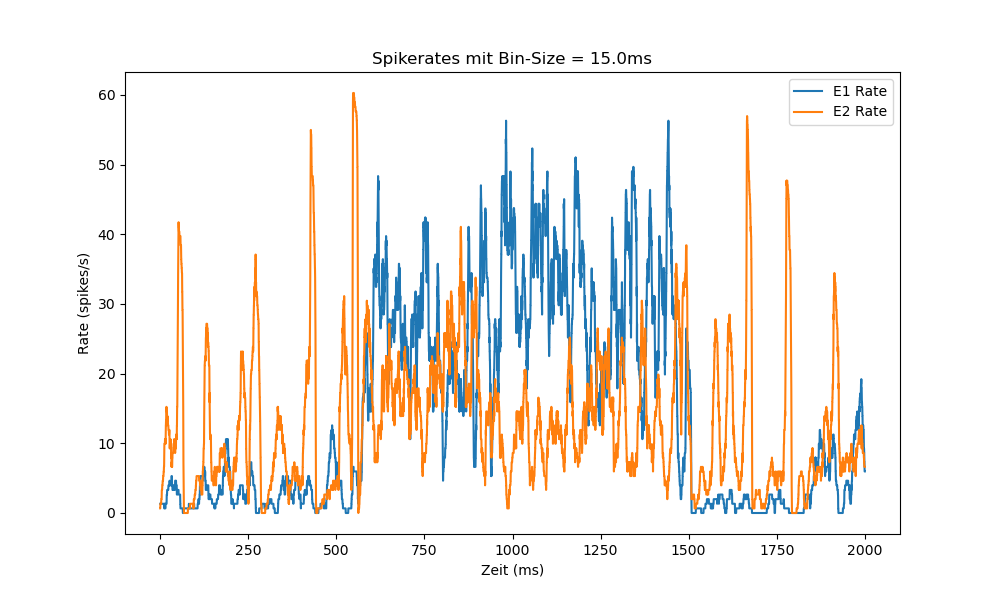 Spikerates mit Bin-Size = 15.0ms
E1 Rate
E2 Rate
60
50
40
30
20
10
0
Rate (spikes/s)
0 250 500 750 1000 1250 1500 1750 2000
Zeit (ms)